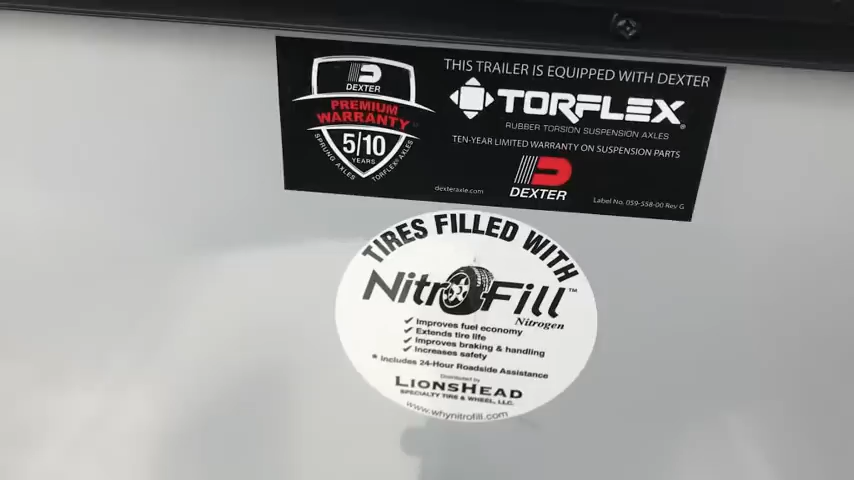 DEXTER
PREMIUM
WARRANTY
5/10
YEARS
SPRUNG AXLES
TORFLEX® AXLES
THIS TRAILER IS EQUIPPED WITH DEXTER
TORFLEX®
RUBBER TORSION SUSPENSION AXLES
TEN-YEAR LIMITED WARRANTY ON SUSPENSION PARTS
DEXTER
dexteraxle.com
Label No. 059-558-00 Rev G
TIRES FILLED WITH
NitroFill™
Nitrogen
✓ Improves fuel economy
✓ Extends tire life
✓ Improves braking & handling
✓ Increases safety
* Includes 24-Hour Roadside Assistance
Distributed by
LIONSHEAD
SPECIALTY TIRE & WHEEL, LLC.
www.whynitrofill.com